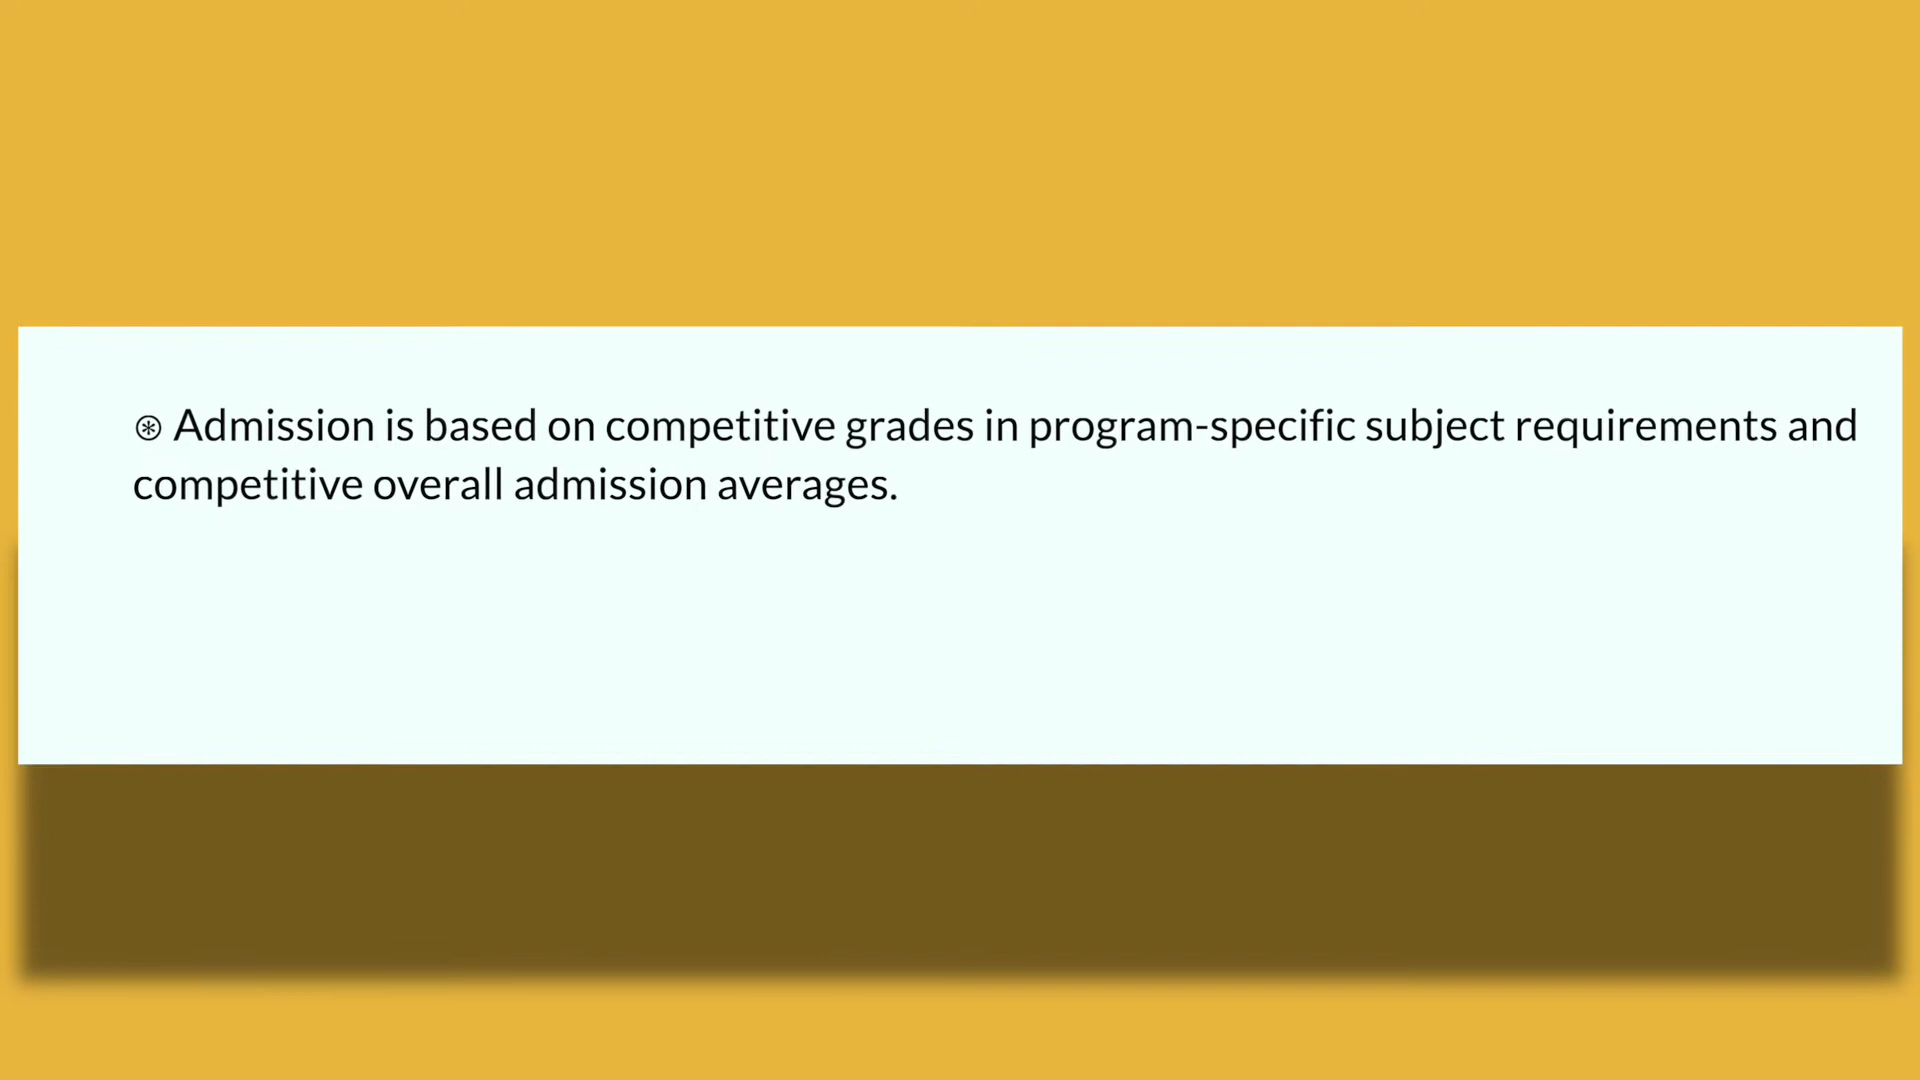 ⊛ Admission is based on competitive grades in program-specific subject requirements and
competitive overall admission averages.